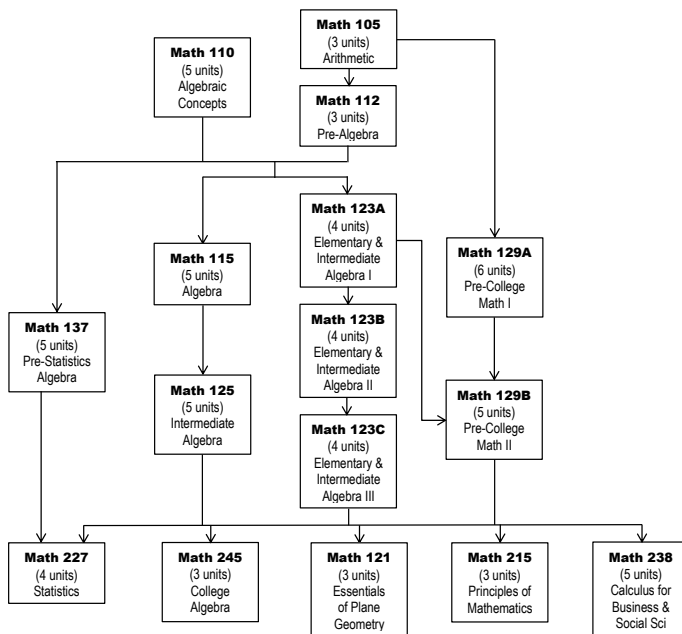 Math 105
(3 units)
Arithmetic
Math 110
(5 units)
Algebraic
Concepts
Math 112
(3 units)
Pre-Algebra
Math 123A
(4 units)
Elementary &
Intermediate
Algebra I
Math 115
(5 units)
Algebra
Math 129A
(6 units)
Pre-College
Math I
Math 137
(5 units)
Pre-Statistics
Algebra
Math 123B
(4 units)
Elementary &
Intermediate
Algebra II
Math 125
(5 units)
Intermediate
Algebra
Math 129B
(5 units)
Pre-College
Math II
Math 123C
(4 units)
Elementary &
Intermediate
Algebra III
Math 227
(4 units)
Statistics
Math 245
(3 units)
College
Algebra
Math 121
(3 units)
Essentials
of Plane
Geometry
Math 215
(3 units)
Principles of
Mathematics
Math 238
(5 units)
Calculus for
Business &
Social Sci